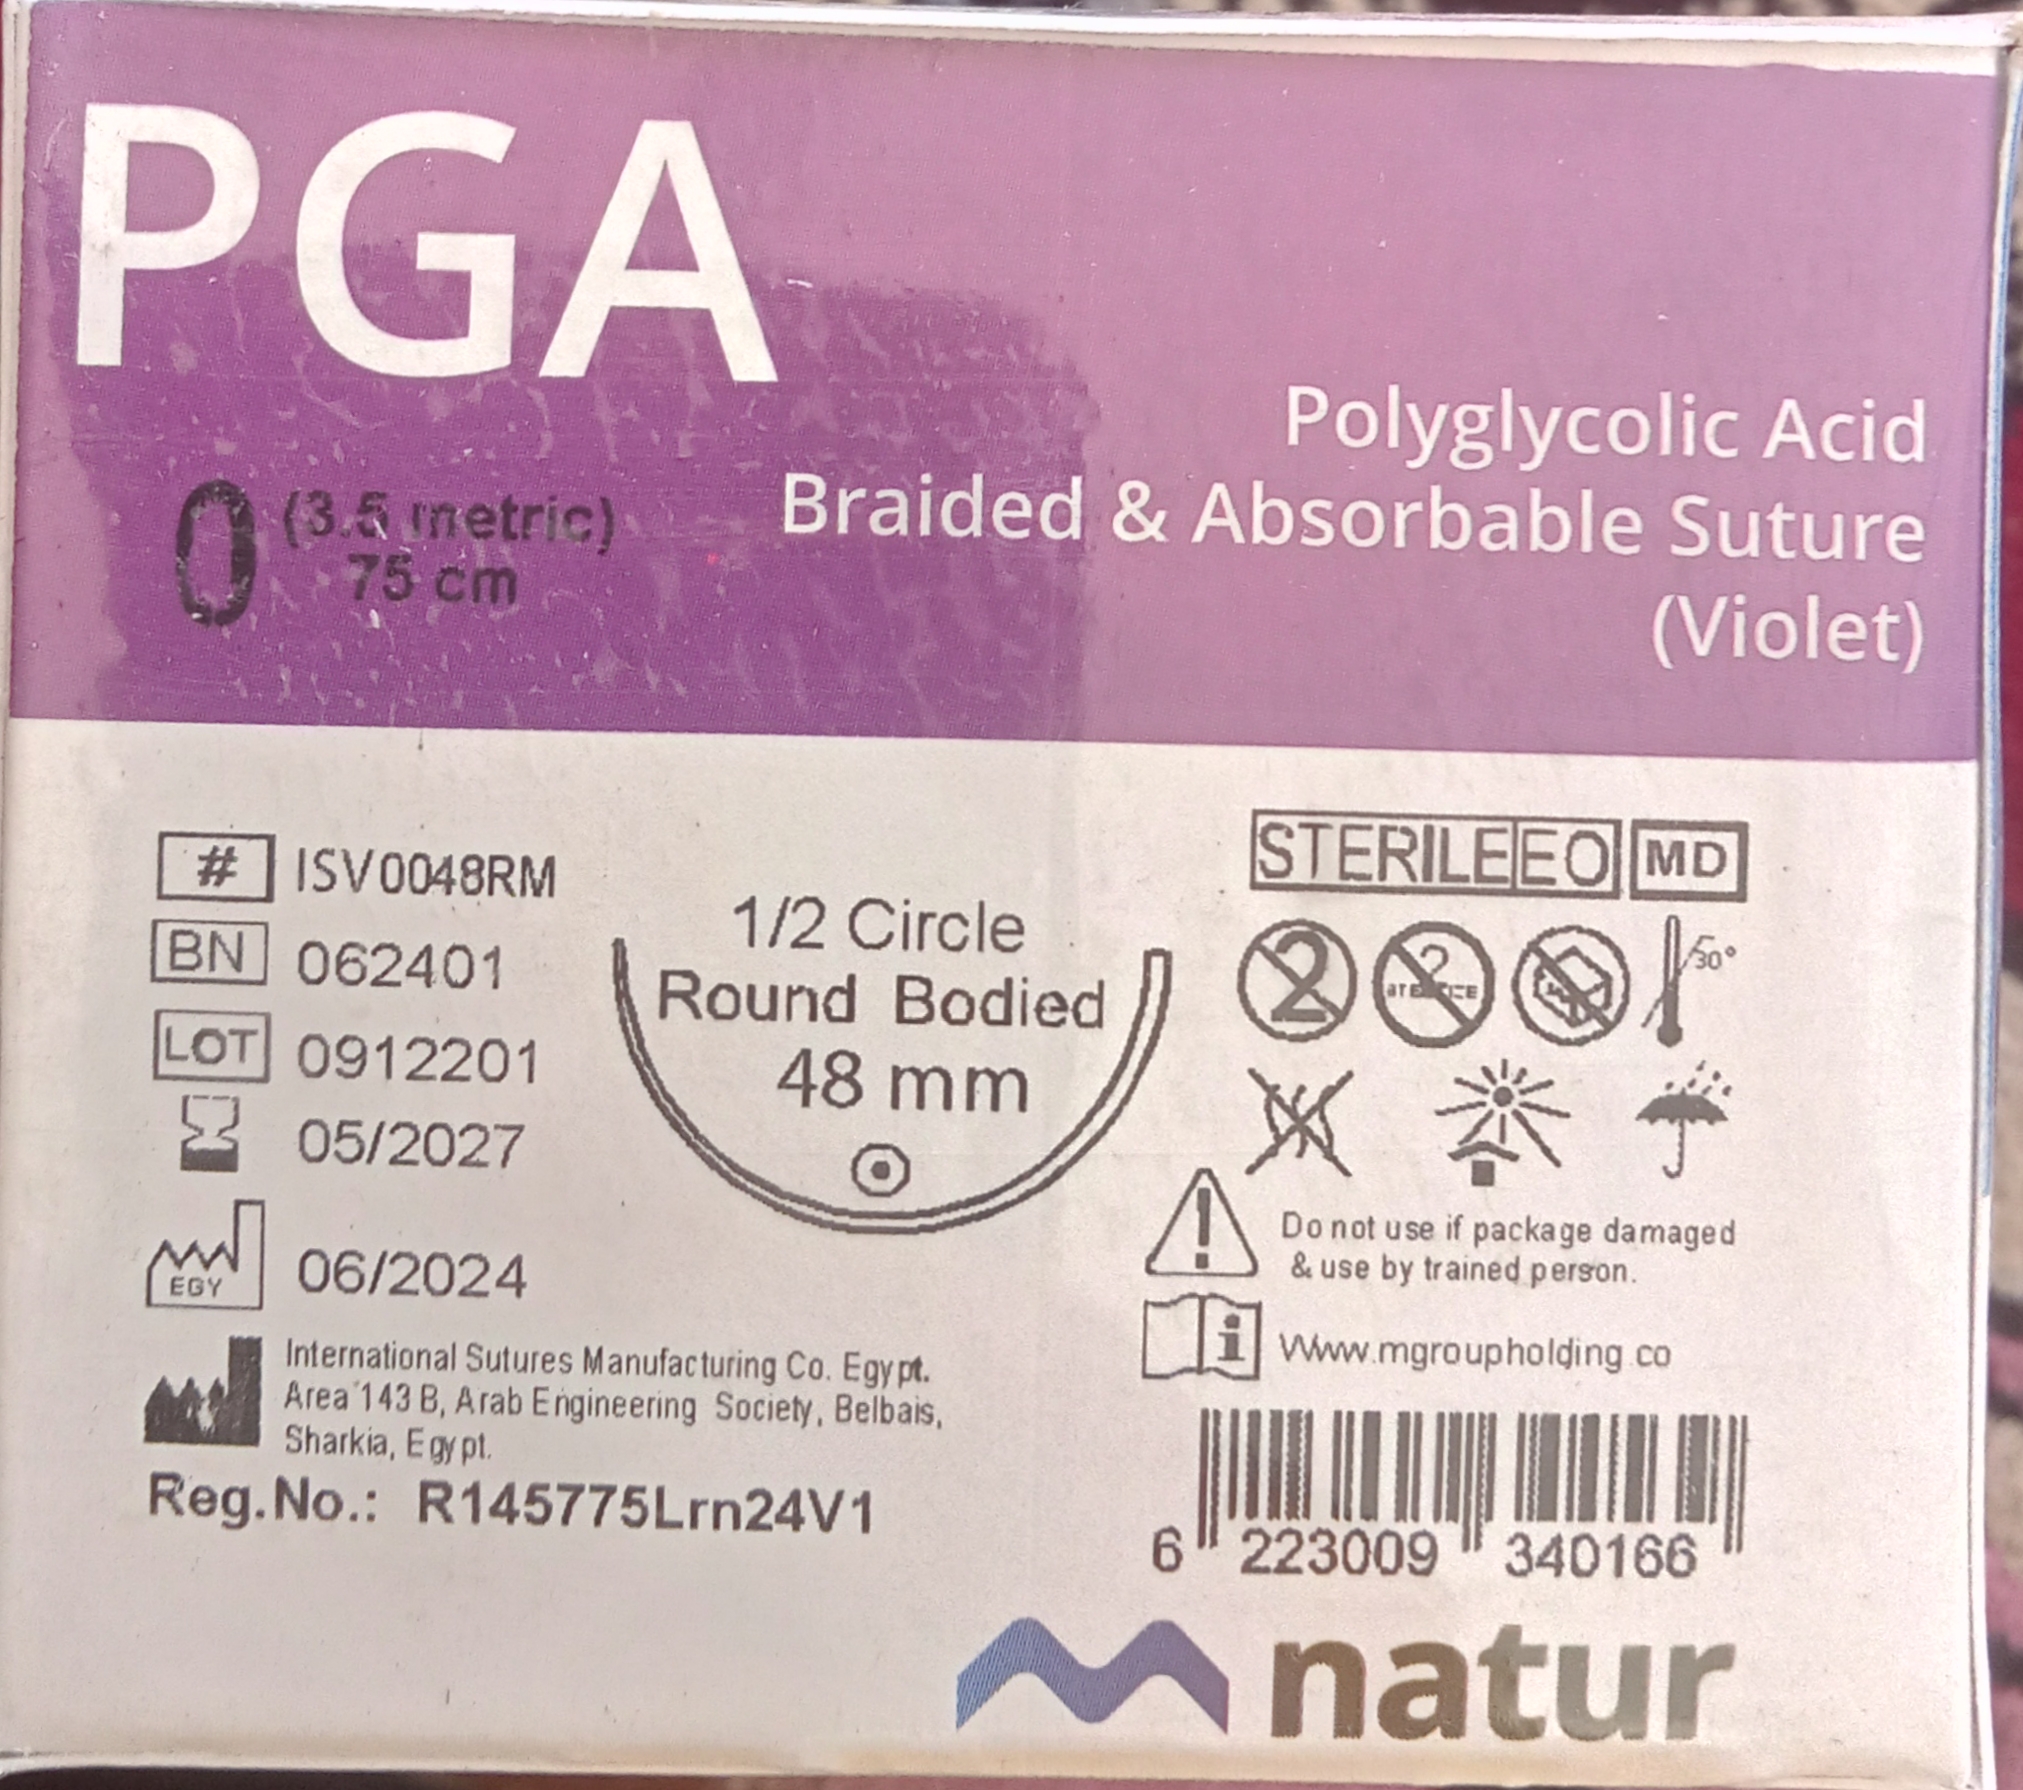 PGA
Polyglycolic Acid
Braided & Absorbable Suture
(Violet)
0 (3.5 metric)
75 cm
# ISV0048RM
BN 062401
LOT 0912201
05/2027
EGY 06/2024
International Sutures Manufacturing Co. Egypt.
Area 143 B, Arab Engineering Society, Belbais,
Sharkia, Egypt.
Reg.No.: R145775Lrn24V1
1/2 Circle
Round Bodied
48 mm
STERILE EO MD
2
30°
Do not use if package damaged
& use by trained person.
i Www.mgroupholding.co
6 223009 340166
natur